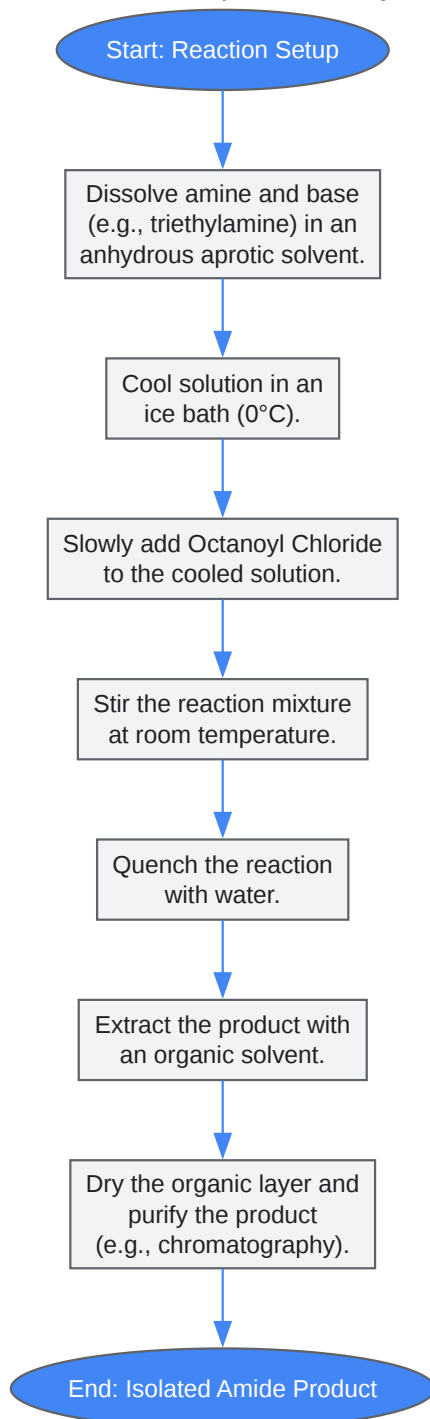 Start: Reaction Setup
Dissolve amine and base
(e.g., triethylamine) in an
anhydrous aprotic solvent.
Cool solution in an
ice bath (0°C).
Slowly add Octanoyl Chloride
to the cooled solution.
Stir the reaction mixture
at room temperature.
Quench the reaction
with water.
Extract the product with
an organic solvent.
Dry the organic layer and
purify the product
(e.g., chromatography).
End: Isolated Amide Product